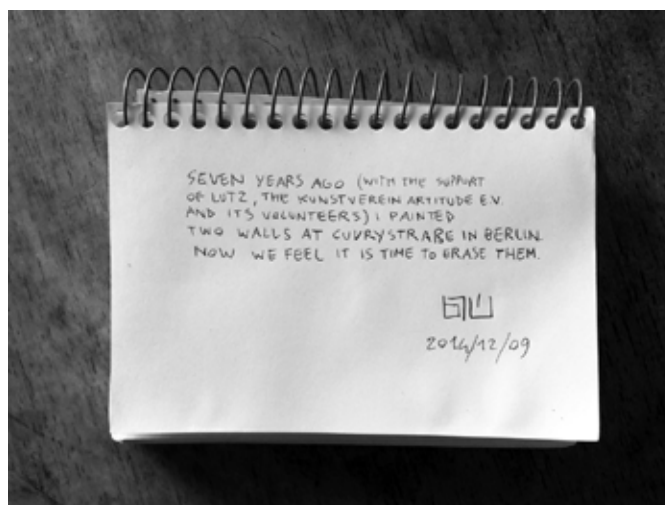 SEVEN YEARS AGO (WITH THE SUPPORT
OF LUTZ, THE KUNSTVEREIN ARTITUDE E.V.
AND ITS VOLUNTEERS) I PAINTED
TWO WALLS AT CUVRYSTRAßE IN BERLIN.
NOW WE FEEL IT IS TIME TO ERASE THEM.
BLU
2014/12/09